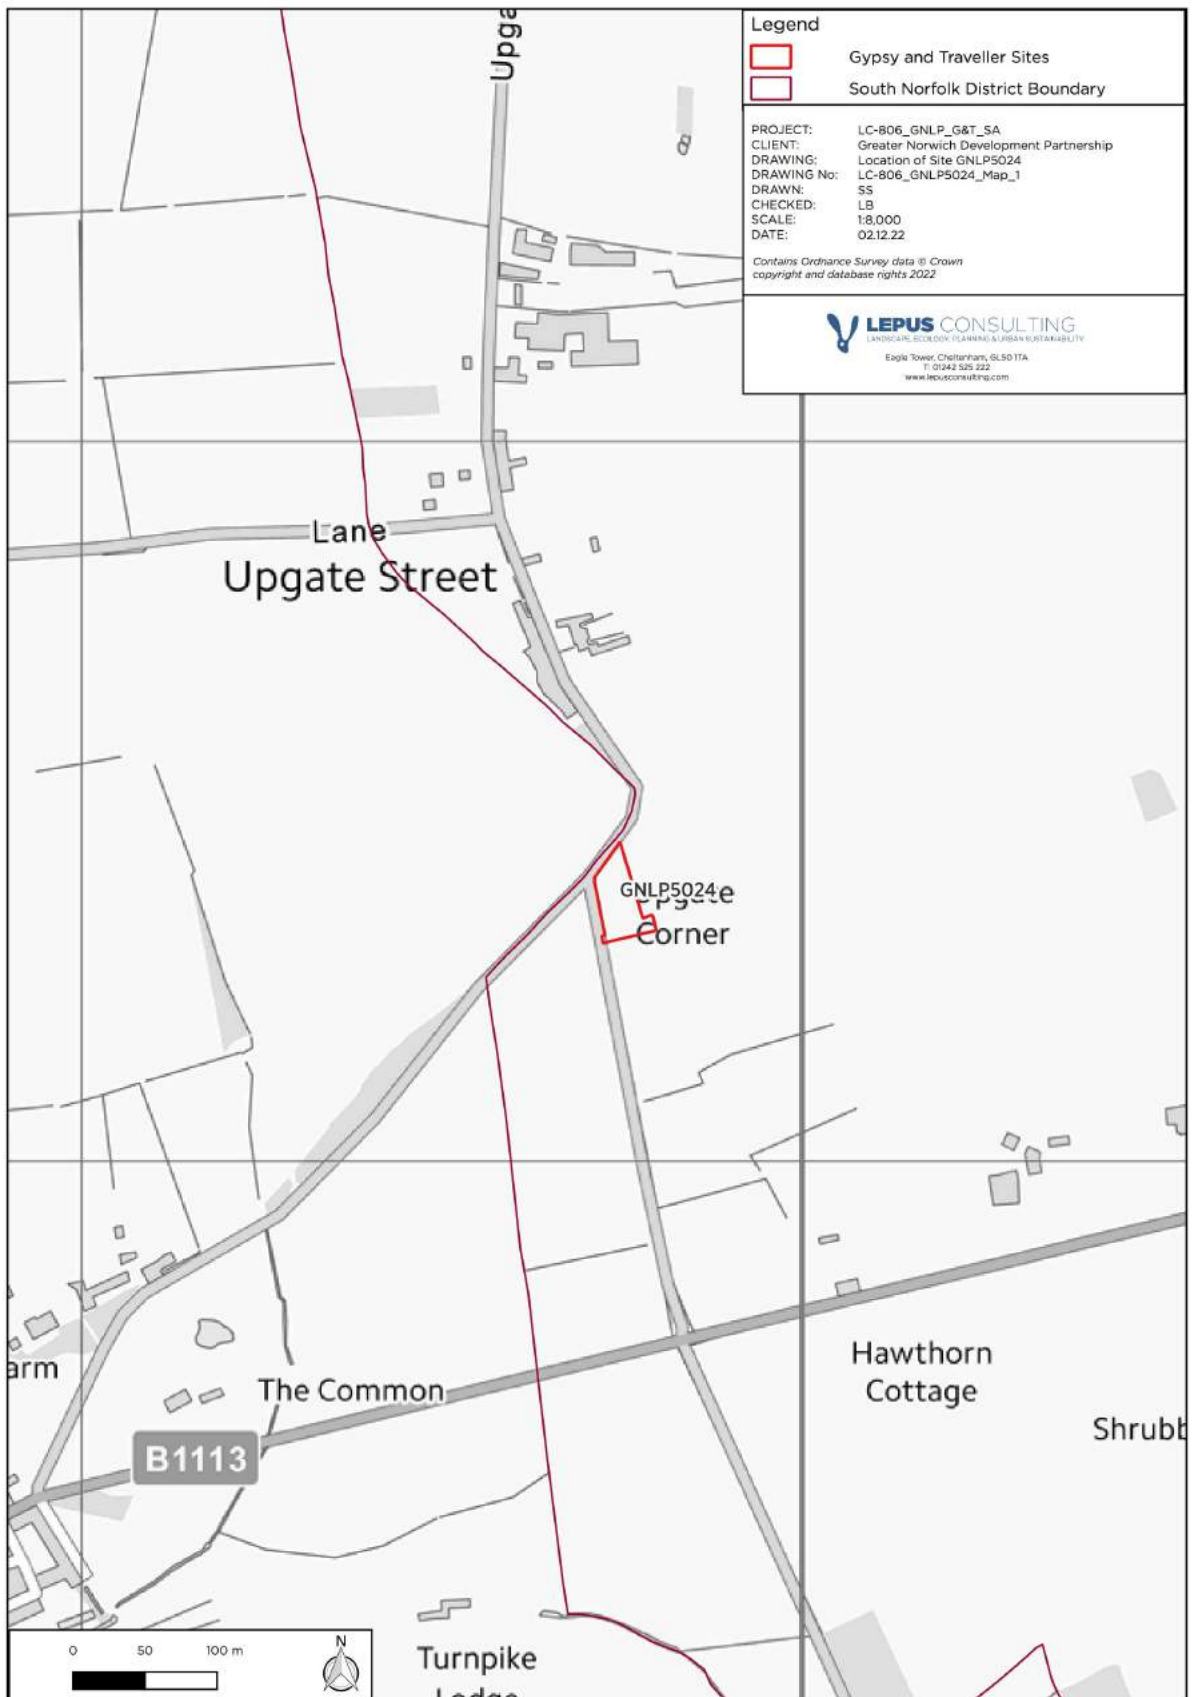 Upga
Legend
Gypsy and Traveller Sites
South Norfolk District Boundary
PROJECT: LC-806_GNLP_G&T_SA
CLIENT: Greater Norwich Development Partnership
DRAWING: Location of Site GNLP5024
DRAWING No: LC-806_GNLP5024_Map_1
DRAWN: SS
CHECKED: LB
SCALE: 1:8,000
DATE: 02.12.22
Contains Ordnance Survey data © Crown
copyright and database rights 2022
LEPUS CONSULTING
LANDSCAPE, ECOLOGY, PLANNING & URBAN SUSTAINABILITY
Eagle Tower, Cheltenham, GL50 1TA
T: 01242 525 222
www.lepusconsulting.com
Lane
Upgate Street
GNLP5024
Corner
Hawthorn
Cottage
arm
The Common
Shrubb
B1113
0 50 100 m
N
Turnpike
Lodge